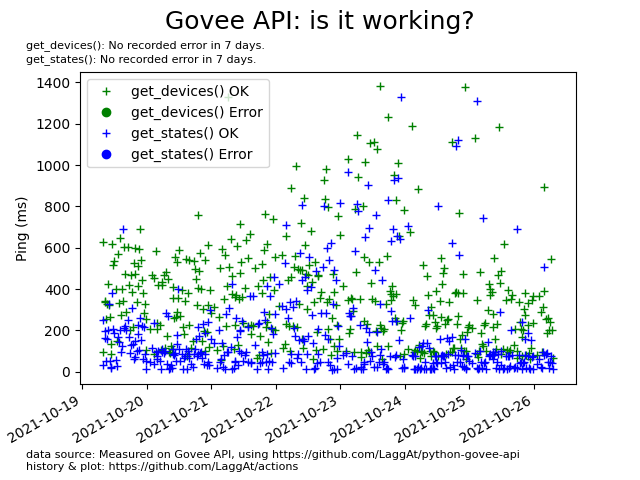 Govee API: is it working?
get_devices(): No recorded error in 7 days.
get_states(): No recorded error in 7 days.
get_devices() OK
get_devices() Error
get_states() OK
get_states() Error
Ping (ms)
1400
1200
1000
800
600
400
200
0
2021-10-19
2021-10-20
2021-10-21
2021-10-22
2021-10-23
2021-10-24
2021-10-25
2021-10-26
data source: Measured on Govee API, using https://github.com/LaggAt/python-govee-api
history & plot: https://github.com/LaggAt/actions